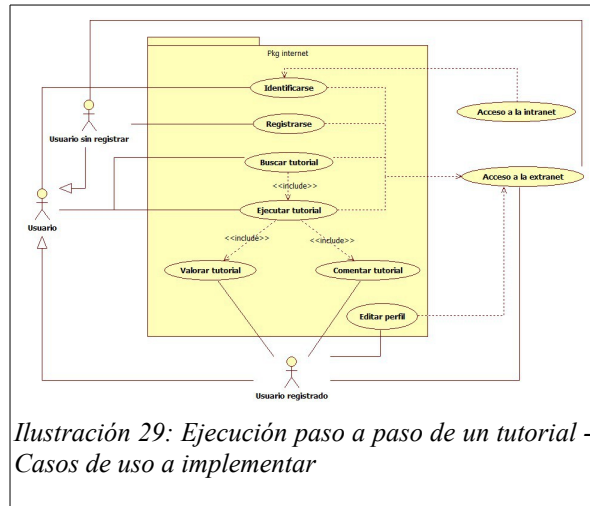 Pkg internet
Identificarse
Acceso a la intranet
Usuario sin registrar
Registrarse
Buscar tutorial
Acceso a la extranet
<<include>>
Usuario
Ejecutar tutorial
<<include>>
<<include>>
Valorar tutorial
Comentar tutorial
Editar perfil
Usuario registrado
Ilustración 29: Ejecución paso a paso de un tutorial -
Casos de uso a implementar